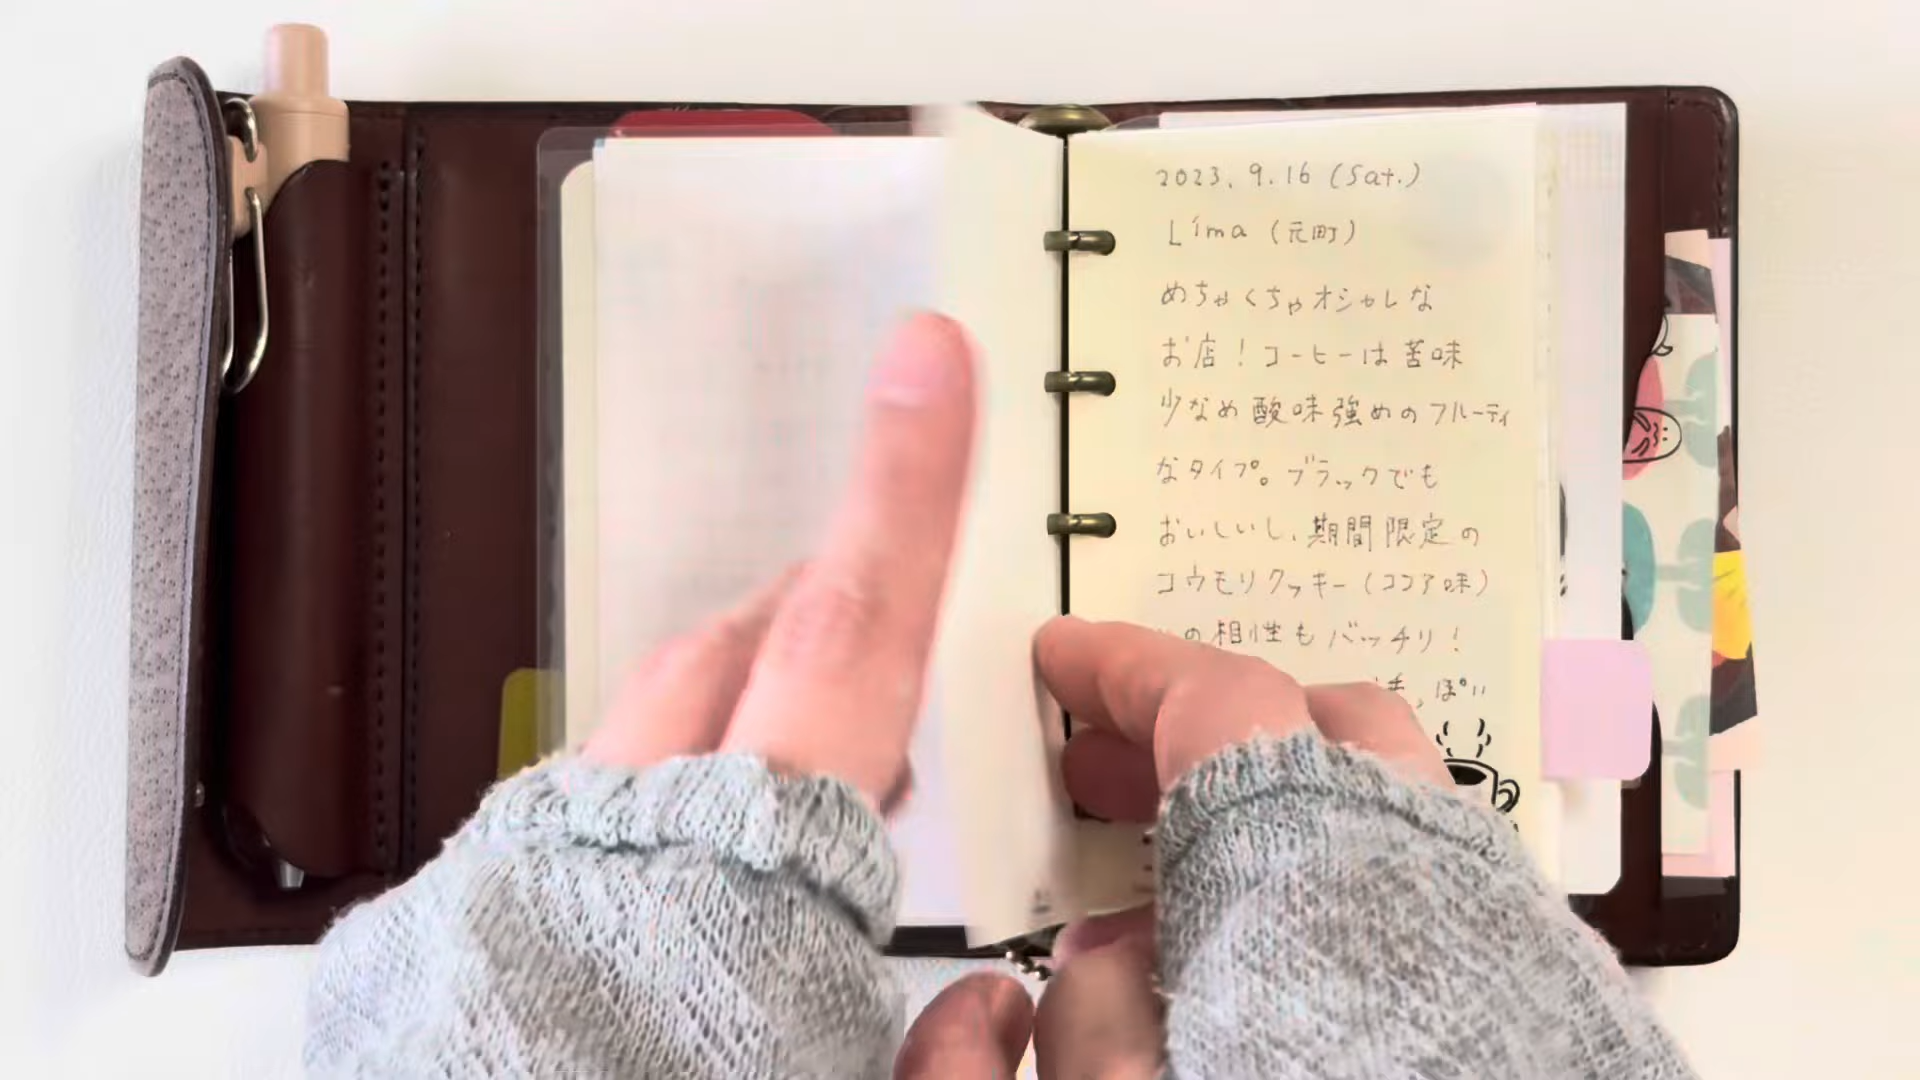 2023.9.16 (Sat.)
Lima (元町)
めちゃくちゃオシャレな
お店！コーヒーは苦味
少なめ酸味強めのフルーティ
なタイプ。ブラックでも
おいしいし、期間限定の
コウモリクッキー(ココア味)
の相性もバッチリ！
っぽい